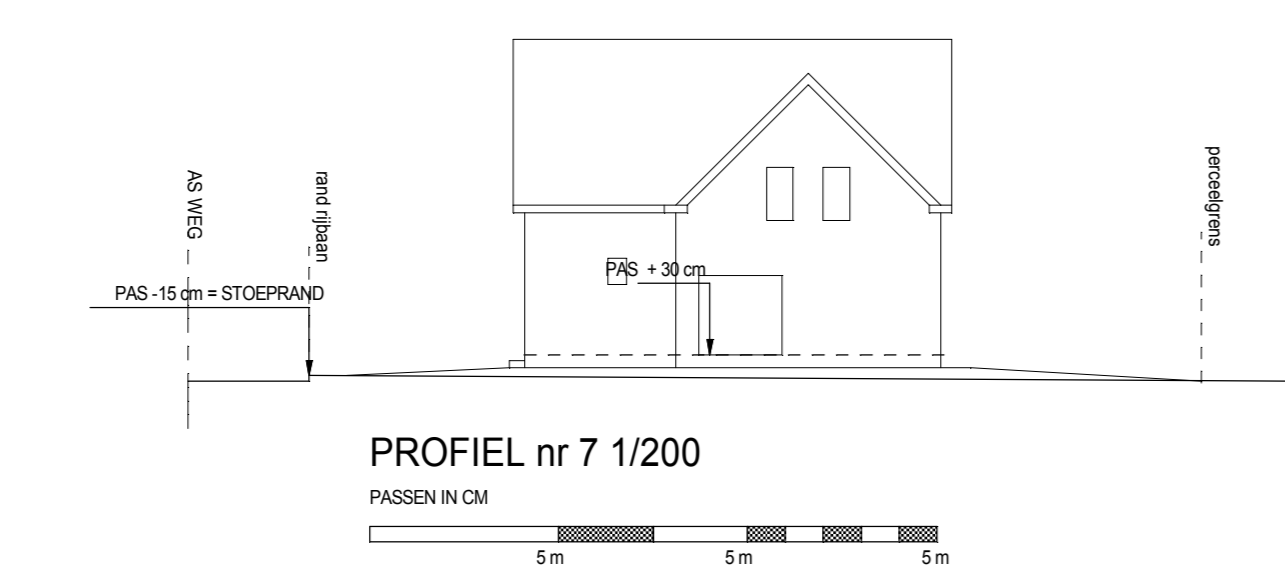 AS WEG
rand rijbaan
perceelgrens
PAS + 30 cm
PAS -15 cm = STOEPRAND
PROFIEL nr 7 1/200
PASSEN IN CM
5 m 5 m 5 m